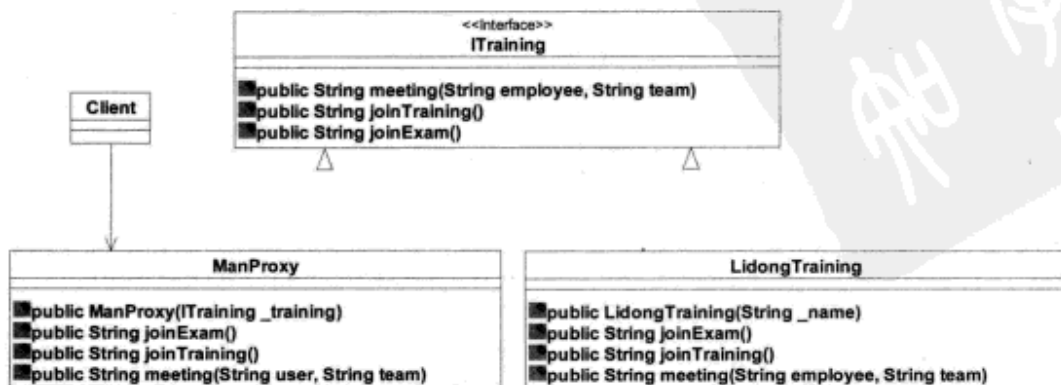 <<interface>>
ITraining
public String meeting(String employee, String team)
public String joinTraining()
public String joinExam()
Client
ManProxy
public ManProxy(ITraining _training)
public String joinExam()
public String joinTraining()
public String meeting(String user, String team)
LidongTraining
public LidongTraining(String _name)
public String joinExam()
public String joinTraining()
public String meeting(String employee, String team)